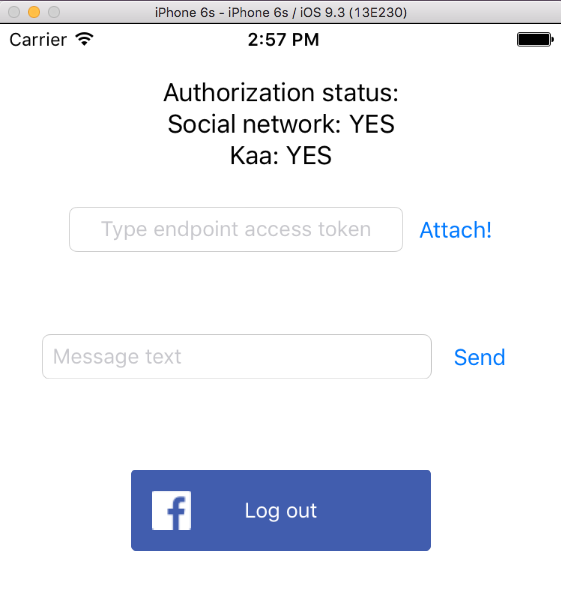 iPhone 6s - iPhone 6s / iOS 9.3 (13E230)
Carrier 2:57 PM
Authorization status:
Social network: YES
Kaa: YES
Type endpoint access token Attach!
Message text Send
Log out